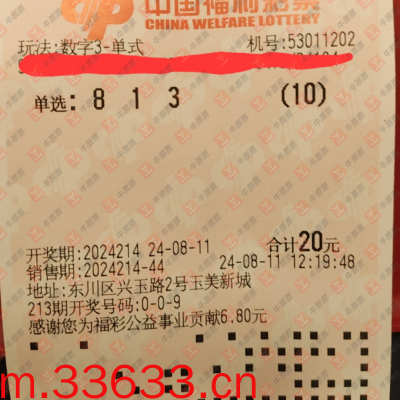 中国福利彩票
CHINA WELFARE LOTTERY
玩法:数字3-单式 机号:53011202
单选: 8 1 3 (10)
开奖期:2024214 24-08-11 合计20元
销售期:2024214-44 24-08-11 12:19:48
地址:东川区兴玉路2号玉美新城
213期开奖号码:0-0-9
感谢您为福彩公益事业贡献6.80元
m.33633.cn